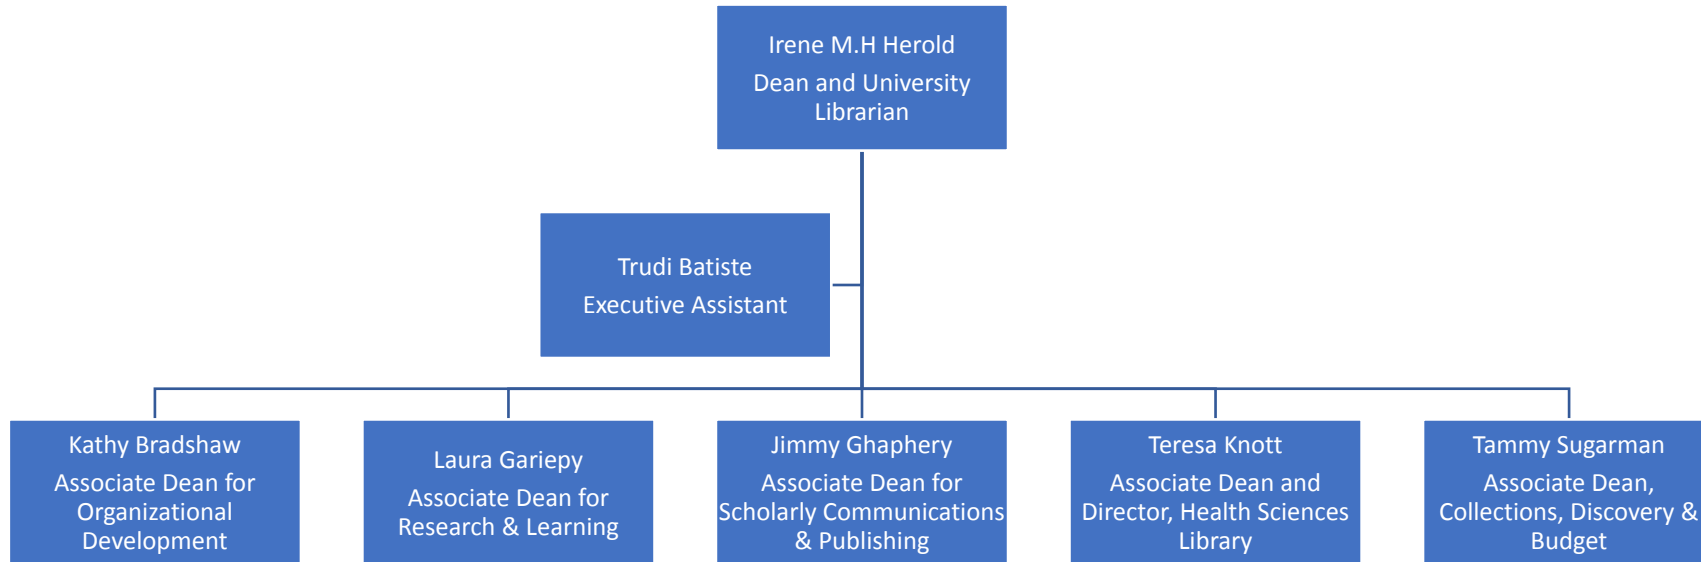 Irene M.H Herold
Dean and University
Librarian
Trudi Batiste
Executive Assistant
Kathy Bradshaw
Associate Dean for
Organizational
Development
Laura Gariepy
Associate Dean for
Research & Learning
Jimmy Ghaphery
Associate Dean for
Scholarly Communications
& Publishing
Teresa Knott
Associate Dean and
Director, Health Sciences
Library
Tammy Sugarman
Associate Dean,
Collections, Discovery &
Budget